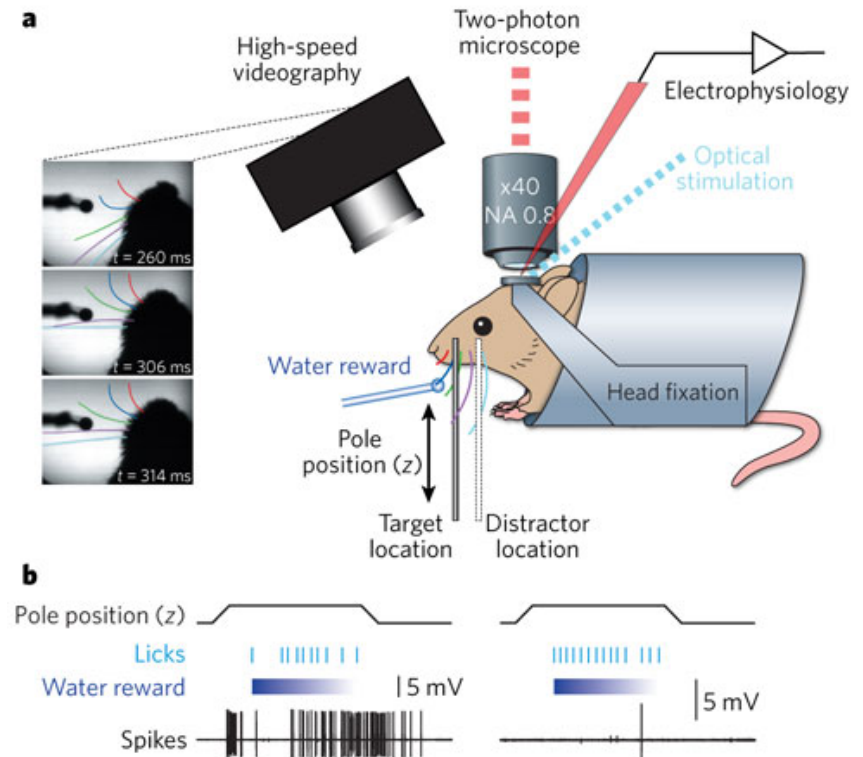 a
High-speed
videography
Two-photon
microscope
Electrophysiology
Optical
stimulation
x40
NA 0.8
t = 260 ms
t = 306 ms
t = 314 ms
Water reward
Head fixation
Pole
position (z)
Target
location
Distractor
location
b
Pole position (z)
Licks
Water reward
5 mV
5 mV
Spikes